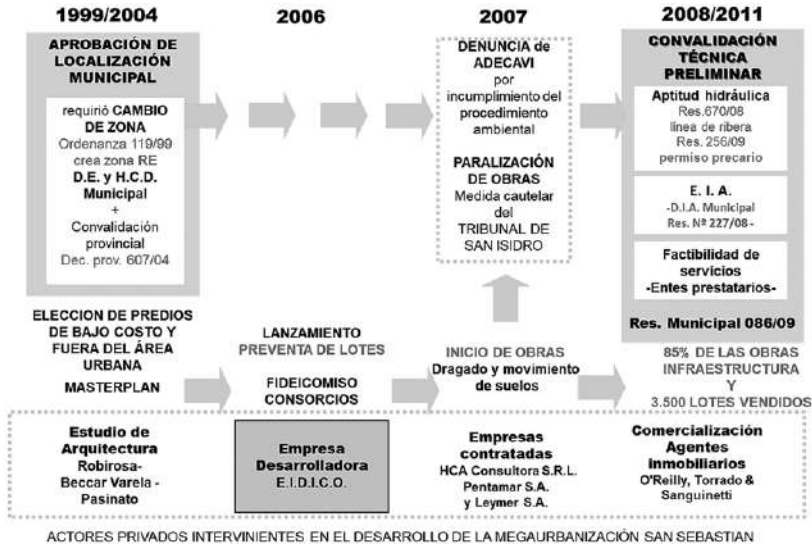 1999/2004
2006
2007
2008/2011
APROBACIÓN DE
LOCALIZACIÓN
MUNICIPAL
requirió CAMBIO
DE ZONA
Ordenanza 119/99
crea zona RE
D.E. y H.C.D.
Municipal
+
Convalidación
provincial
Dec. prov. 607/04
DENUNCIA de
ADECAVI
por
incumplimiento del
procedimiento
ambiental
PARALIZACIÓN
DE OBRAS
Medida cautelar
del
TRIBUNAL DE
SAN ISIDRO
CONVALIDACIÓN
TÉCNICA
PRELIMINAR
Aptitud hidráulica
Res.670/08
línea de ribera
Res. 256/09
permiso precario
E. I. A.
-D.I.A. Municipal
Res. Nº 227/08-
Factibilidad de
servicios
-Entes prestatarios-
Res. Municipal 086/09
ELECCION DE PREDIOS
DE BAJO COSTO Y
FUERA DEL ÁREA
URBANA
MASTERPLAN
LANZAMIENTO
PREVENTA DE LOTES
FIDEICOMISO
CONSORCIOS
INICIO DE OBRAS
Dragado y movimiento
de suelos
85% DE LAS OBRAS
INFRAESTRUCTURA
Y
3.500 LOTES VENDIDOS
Estudio de
Arquitectura
Robirosa-
Beccar Varela -
Pasinato
Empresa
Desarrolladora
E.I.D.I.C.O.
Empresas
contratadas
HCA Consultora S.R.L.
Pentamar S.A.
y Leymer S.A.
Comercialización
Agentes
inmobiliarios
O'Reilly, Torrado &
Sanguinetti
ACTORES PRIVADOS INTERVINIENTES EN EL DESARROLLO DE LA MEGAURBANIZACIÓN SAN SEBASTIAN